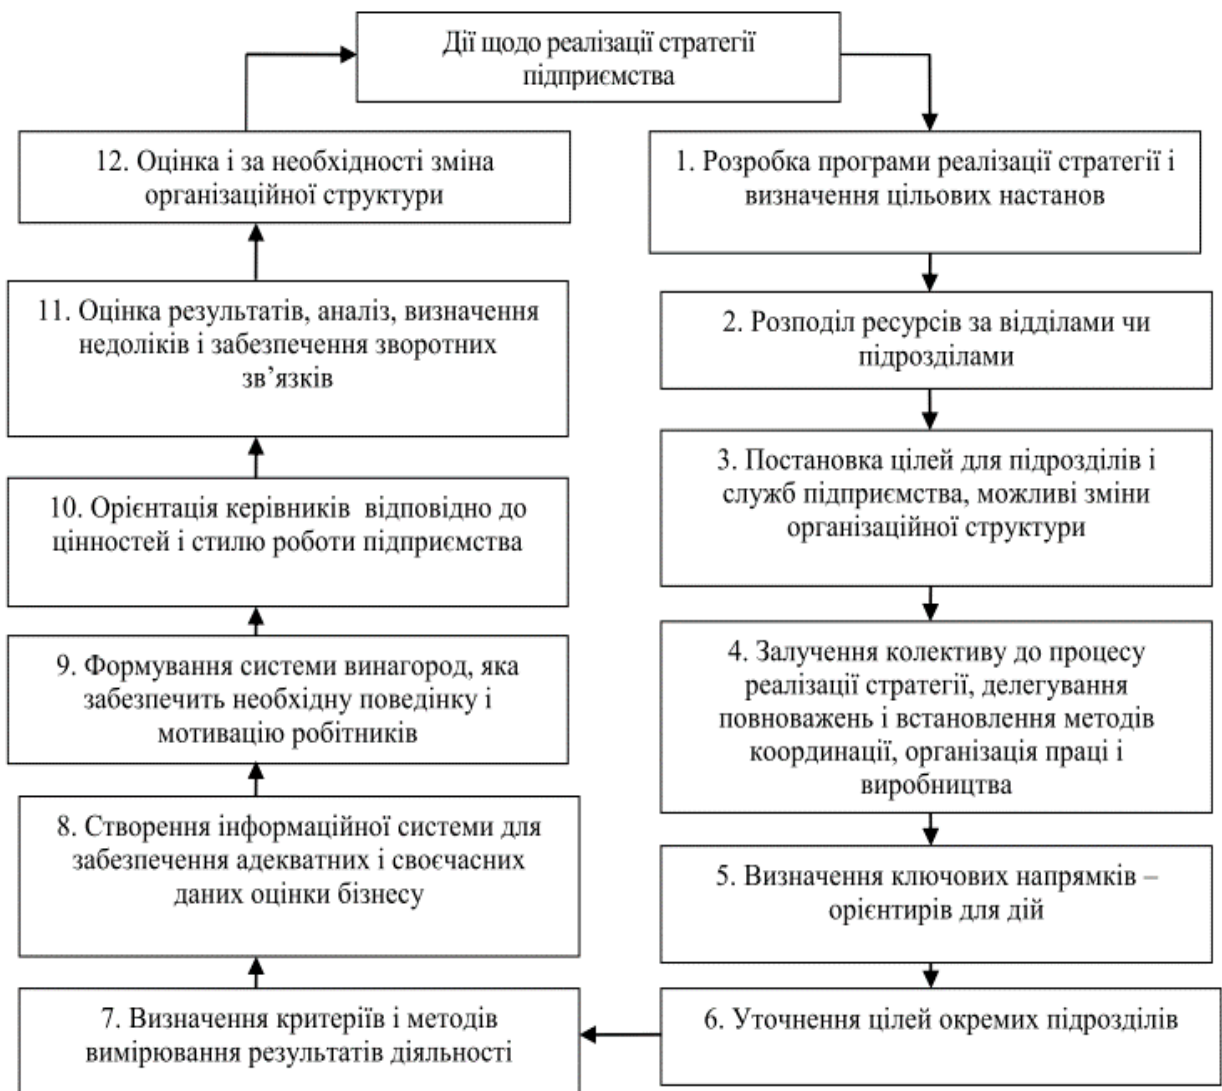 Дії щодо реалізації стратегії
підприємства
1. Розробка програми реалізації стратегії і
визначення цільових настанов
2. Розподіл ресурсів за відділами чи
підрозділами
3. Постановка цілей для підрозділів і
служб підприємства, можливі зміни
організаційної структури
4. Залучення колективу до процесу
реалізації стратегії, делегування
повноважень і встановлення методів
координації, організація праці і
виробництва
5. Визначення ключових напрямків –
орієнтирів для дій
6. Уточнення цілей окремих підрозділів
7. Визначення критеріїв і методів
вимірювання результатів діяльності
8. Створення інформаційної системи для
забезпечення адекватних і своєчасних
даних оцінки бізнесу
9. Формування системи винагород, яка
забезпечить необхідну поведінку і
мотивацію робітників
10. Орієнтація керівників відповідно до
цінностей і стилю роботи підприємства
11. Оцінка результатів, аналіз, визначення
недоліків і забезпечення зворотних
зв’язків
12. Оцінка і за необхідності зміна
організаційної структури